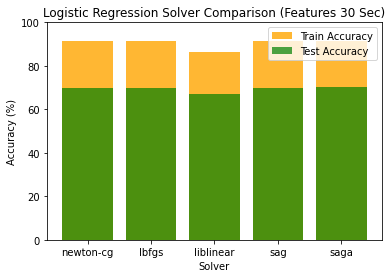 Logistic Regression Solver Comparison (Features 30 Sec)
Train Accuracy
Test Accuracy
Accuracy (%)
100
80
60
40
20
0
newton-cg lbfgs liblinear sag saga
Solver